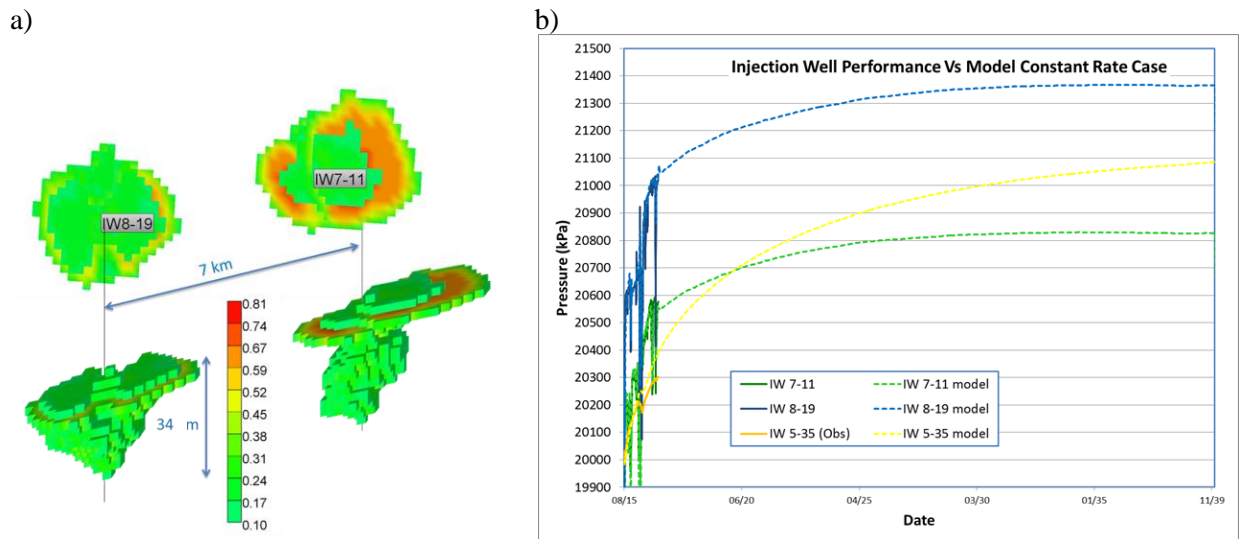 a)
IW8-19
IW7-11
7 km
34 m
0.81
0.74
0.67
0.59
0.52
0.45
0.38
0.31
0.24
0.17
0.10
b)
Injection Well Performance Vs Model Constant Rate Case
Pressure (kPa)
21500
21400
21300
21200
21100
21000
20900
20800
20700
20600
20500
20400
20300
20200
20100
20000
19900
IW 7-11 IW 7-11 model
IW 8-19 IW 8-19 model
IW 5-35 (Obs) IW 5-35 model
08/15 06/20 04/25 03/30 01/35 11/39
Date